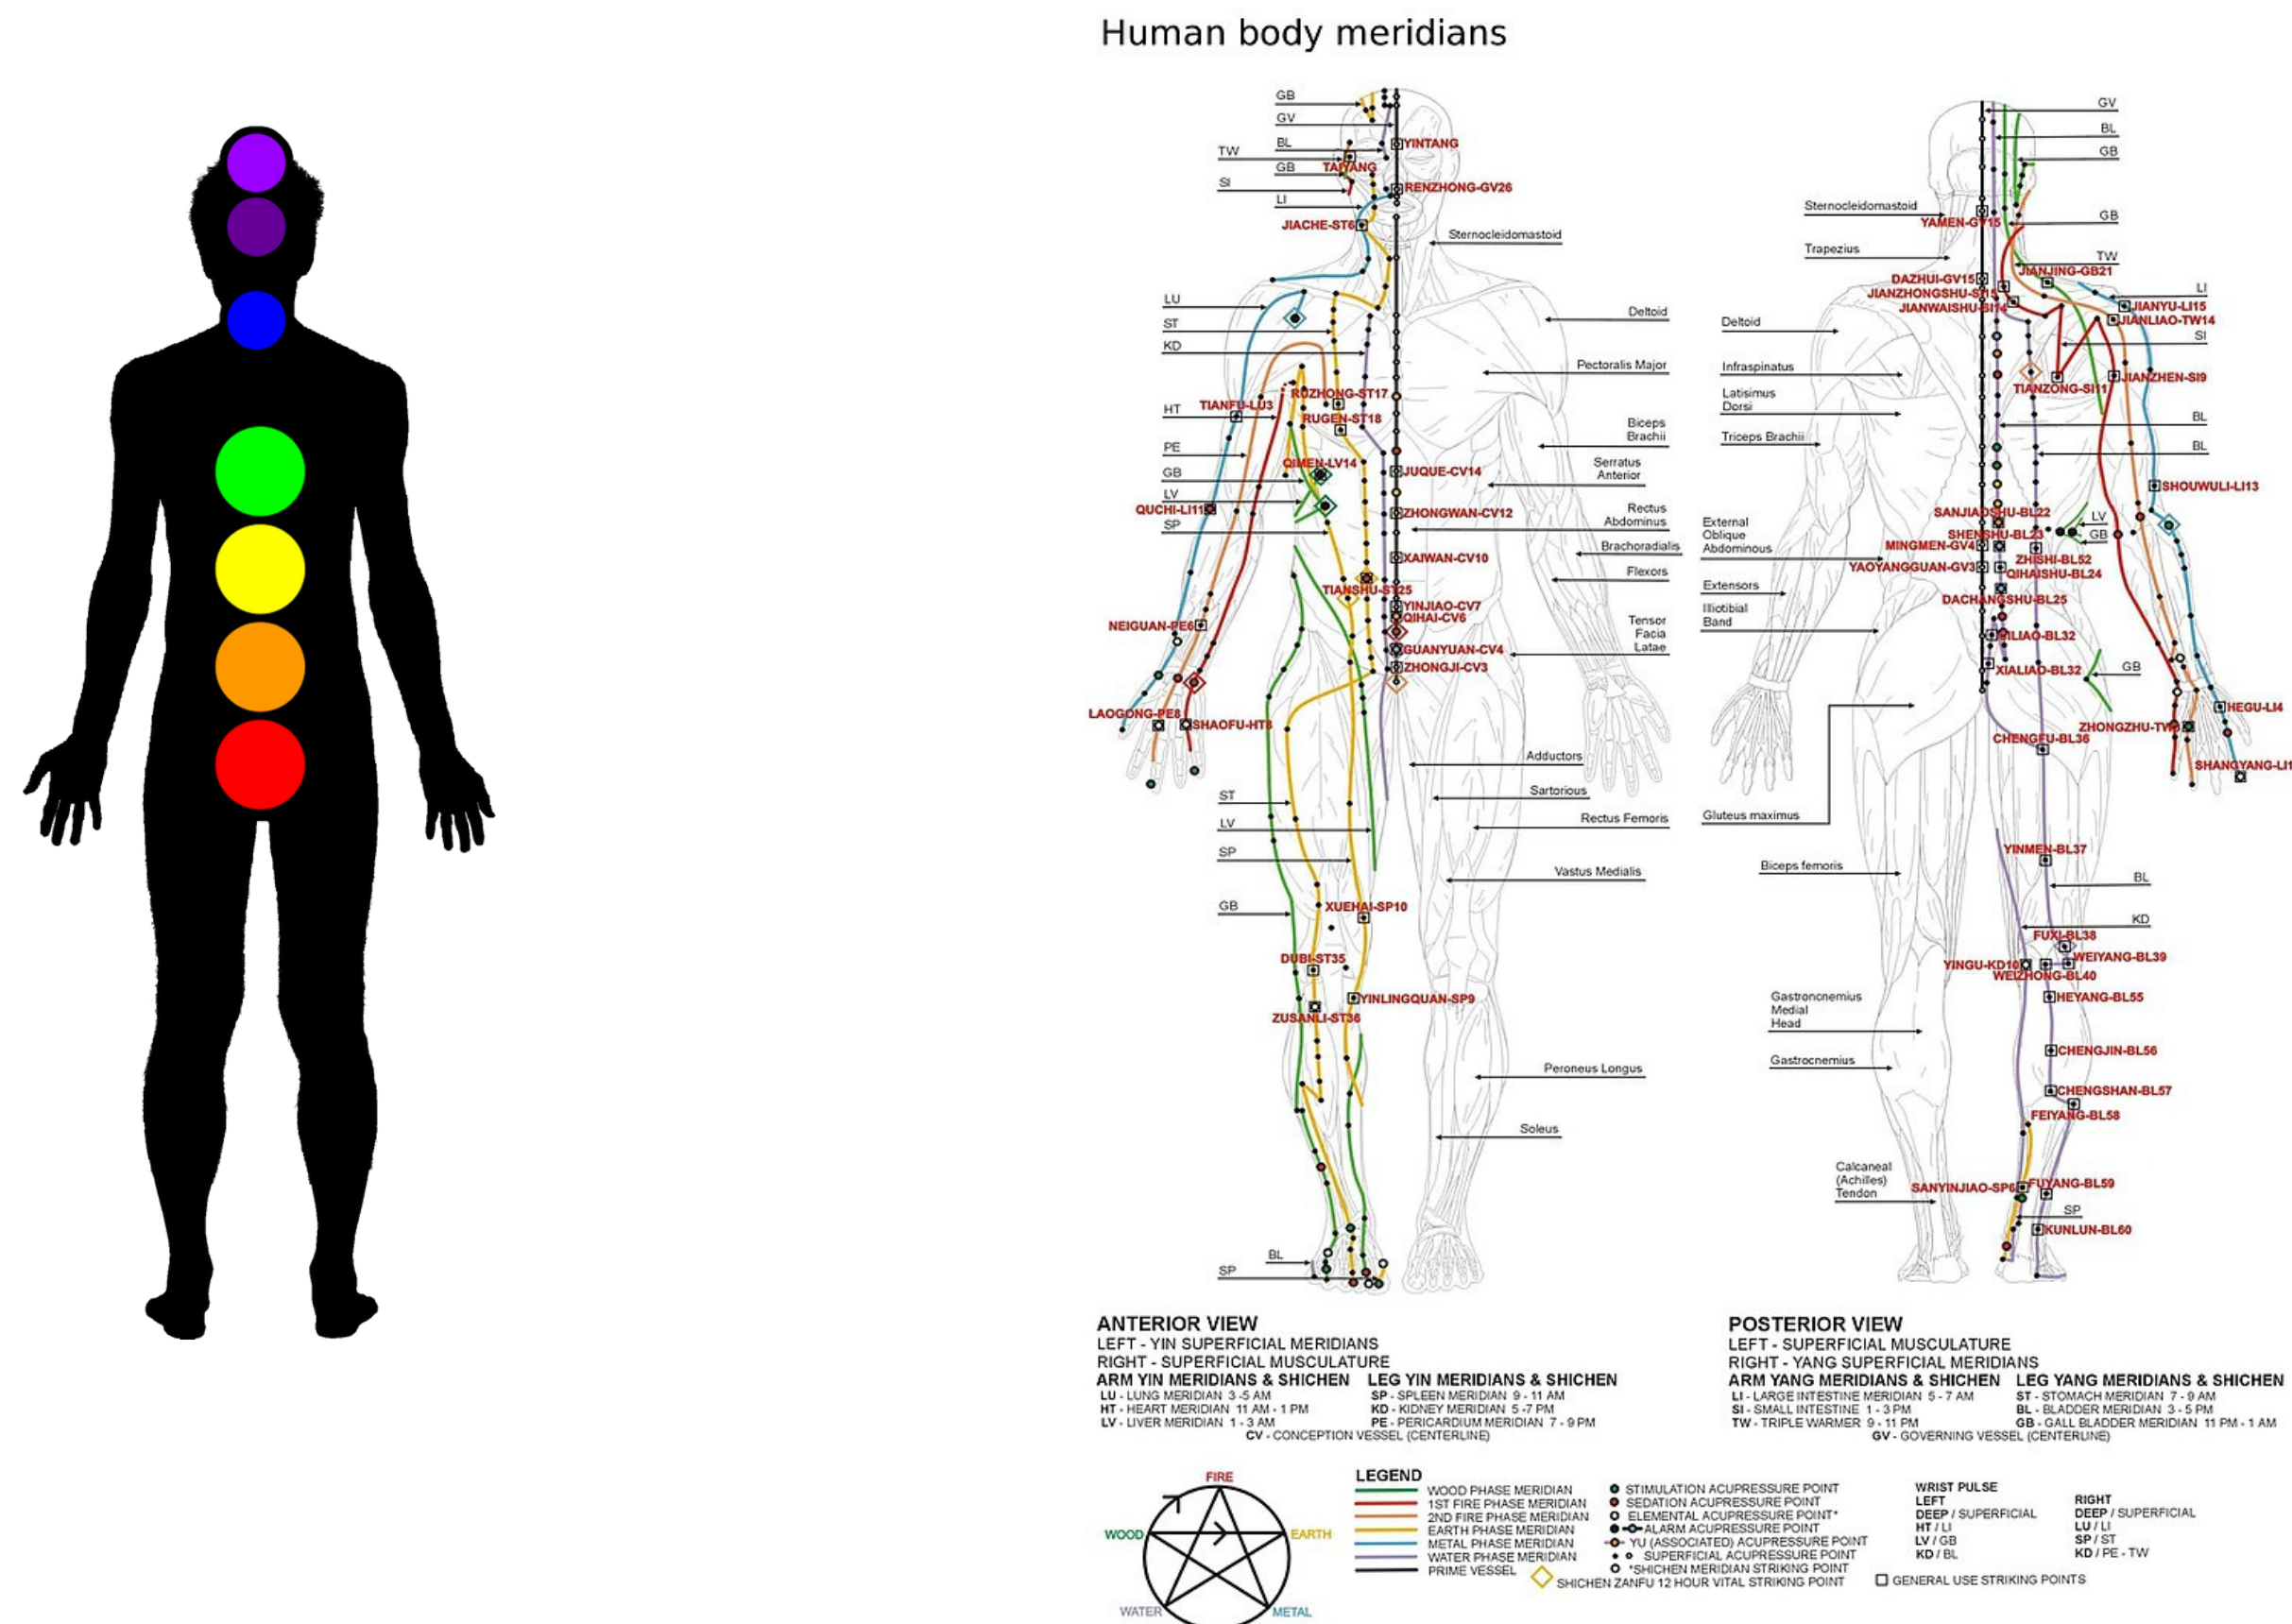 Human body meridians
GB
GV
BL
TW
GB
SI
LI
YINTANG
TAIYANG
RENZHONG-GV26
JIACHE-ST6
Sternocleidomastoid
LU
ST
KD
HT
PE
GB
LV
SP
TIANFU-LU3
RUZHONG-ST17
RUGEN-ST18
QIMEN-LV14
QUCHI-LI11
JUQUE-CV14
ZHONGWAN-CV12
XAIWAN-CV10
TIANSHU-ST25
YINJIAO-CV7
QIHAI-CV6
GUANYUAN-CV4
ZHONGJI-CV3
NEIGUAN-PE6
LAOGONG-PE8
SHAOFU-HT8
Deltoid
Pectoralis Major
Biceps
Brachii
Serratus
Anterior
Rectus
Abdominus
Brachoradialis
Flexors
Tensor
Facia
Latae
Adductors
Sartorious
Rectus Femoris
Vastus Medialis
Peroneus Longus
Soleus
ST
LV
SP
GB
XUEHAI-SP10
DUBI-ST35
YINLINGQUAN-SP9
ZUSANLI-ST36
BL
SP
GV
BL
GB
GB
TW
LI
SI
BL
BL
LV
GB
GB
BL
KD
SP
Sternocleidomastoid
Trapezius
Deltoid
Infraspinatus
Latisimus
Dorsi
Triceps Brachii
External
Oblique
Abdominous
Extensors
Illiotibial
Band
Gluteus maximus
Biceps femoris
Gastroncnemius
Medial
Head
Gastrocnemius
Calcaneal
(Achilles)
Tendon
YAMEN-GV15
DAZHUI-GV15
JIANJING-GB21
JIANZHONGSHU-SI15
JIANWAISHU-SI14
JIANYU-LI15
JIANLIAO-TW14
TIANZONG-SI11
JIANZHEN-SI9
SHOUWULI-LI13
SANJIAOSHU-BL22
SHENSHU-BL23
MINGMEN-GV4
ZHISHI-BL52
YAOYANGGUAN-GV3
QIHAISHU-BL24
DACHANGSHU-BL25
XIALIAO-BL32
HEGU-LI4
CHENGFU-BL36
SHANGYANG-LI1
YINMEN-BL37
FUXI-BL38
WEIYANG-BL39
YINGU-KD10
WEIZHONG-BL40
HEYANG-BL55
CHENGJIN-BL56
CHENGSHAN-BL57
FEIYANG-BL58
SANYINJIAO-SP6
FUYANG-BL59
KUNLUN-BL60
ANTERIOR VIEW
LEFT - YIN SUPERFICIAL MERIDIANS
RIGHT - SUPERFICIAL MUSCULATURE
ARM YIN MERIDIANS & SHICHEN
LU - LUNG MERIDIAN 3 -5 AM
HT - HEART MERIDIAN 11 AM - 1 PM
LV - LIVER MERIDIAN 1 - 3 AM
LEG YIN MERIDIANS & SHICHEN
SP - SPLEEN MERIDIAN 9 - 11 AM
KD - KIDNEY MERIDIAN 5 -7 PM
PE - PERICARDIUM MERIDIAN 7 - 9 PM
CV - CONCEPTION VESSEL (CENTERLINE)
POSTERIOR VIEW
LEFT - SUPERFICIAL MUSCULATURE
RIGHT - YANG SUPERFICIAL MERIDIANS
ARM YANG MERIDIANS & SHICHEN
LI - LARGE INTESTINE MERIDIAN 5 - 7 AM
SI - SMALL INTESTINE 1 - 3 PM
TW - TRIPLE WARMER 9 - 11 PM
LEG YANG MERIDIANS & SHICHEN
ST - STOMACH MERIDIAN 7 - 9 AM
BL - BLADDER MERIDIAN 3 - 5 PM
GB - GALL BLADDER MERIDIAN 11 PM - 1 AM
GV - GOVERNING VESSEL (CENTERLINE)
FIRE
WOOD
EARTH
WATER
METAL
LEGEND
WOOD PHASE MERIDIAN
1ST FIRE PHASE MERIDIAN
2ND FIRE PHASE MERIDIAN
EARTH PHASE MERIDIAN
METAL PHASE MERIDIAN
WATER PHASE MERIDIAN
PRIME VESSEL
STIMULATION ACUPRESSURE POINT
SEDATION ACUPRESSURE POINT
ELEMENTAL ACUPRESSURE POINT*
ALARM ACUPRESSURE POINT
YU (ASSOCIATED) ACUPRESSURE POINT
SUPERFICIAL ACUPRESSURE POINT
*SHICHEN MERIDIAN STRIKING POINT
SHICHEN ZANFU 12 HOUR VITAL STRIKING POINT
GENERAL USE STRIKING POINTS
WRIST PULSE
LEFT
DEEP / SUPERFICIAL
HT / LI
LV / GB
KD / BL
RIGHT
DEEP / SUPERFICIAL
LU / LI
SP / ST
KD / PE - TW